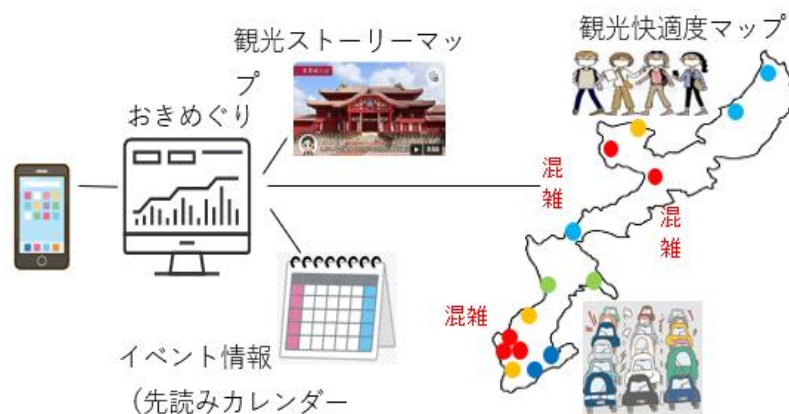 観光ストーリーマッ
プ
おきめぐり
観光快適度マップ
混
雑
混
雑
混雑
イベント情報
（先読みカレンダー